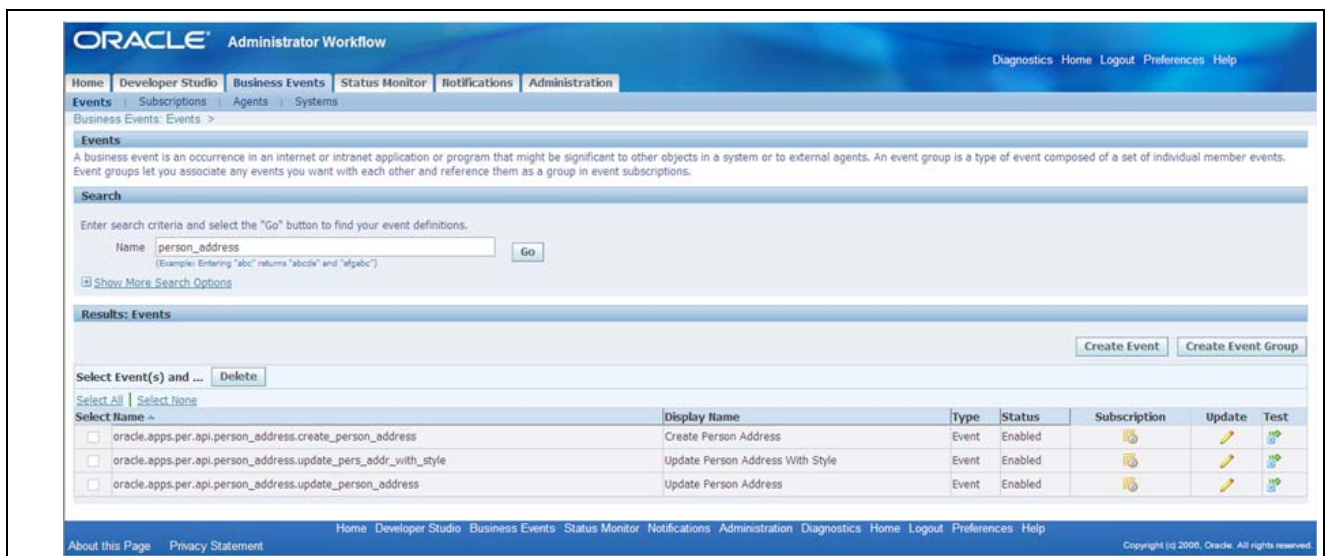 ORACLE® Administrator Workflow
Diagnostics Home Logout Preferences Help
Home Developer Studio Business Events Status Monitor Notifications Administration
Events | Subscriptions | Agents | Systems
Business Events: Events >
Events
A business event is an occurrence in an internet or intranet application or program that might be significant to other objects in a system or to external agents. An event group is a type of event composed of a set of individual member events.
Event groups let you associate any events you want with each other and reference them as a group in event subscriptions.
Search
Enter search criteria and select the "Go" button to find your event definitions.
Name person_address Go
(Example: Entering "abc" returns "abcde" and "efgabc")
Show More Search Options
Results: Events
Create Event Create Event Group
Select Event(s) and ... Delete
Select All | Select None
Select Name Display Name Type Status Subscription Update Test
oracle.apps.per.api.person_address.create_person_address Create Person Address Event Enabled
oracle.apps.per.api.person_address.update_pers_addr_with_style Update Person Address With Style Event Enabled
oracle.apps.per.api.person_address.update_person_address Update Person Address Event Enabled
Home Developer Studio Business Events Status Monitor Notifications Administration Diagnostics Home Logout Preferences Help
About this Page Privacy Statement Copyright (c) 2006, Oracle. All rights reserved.